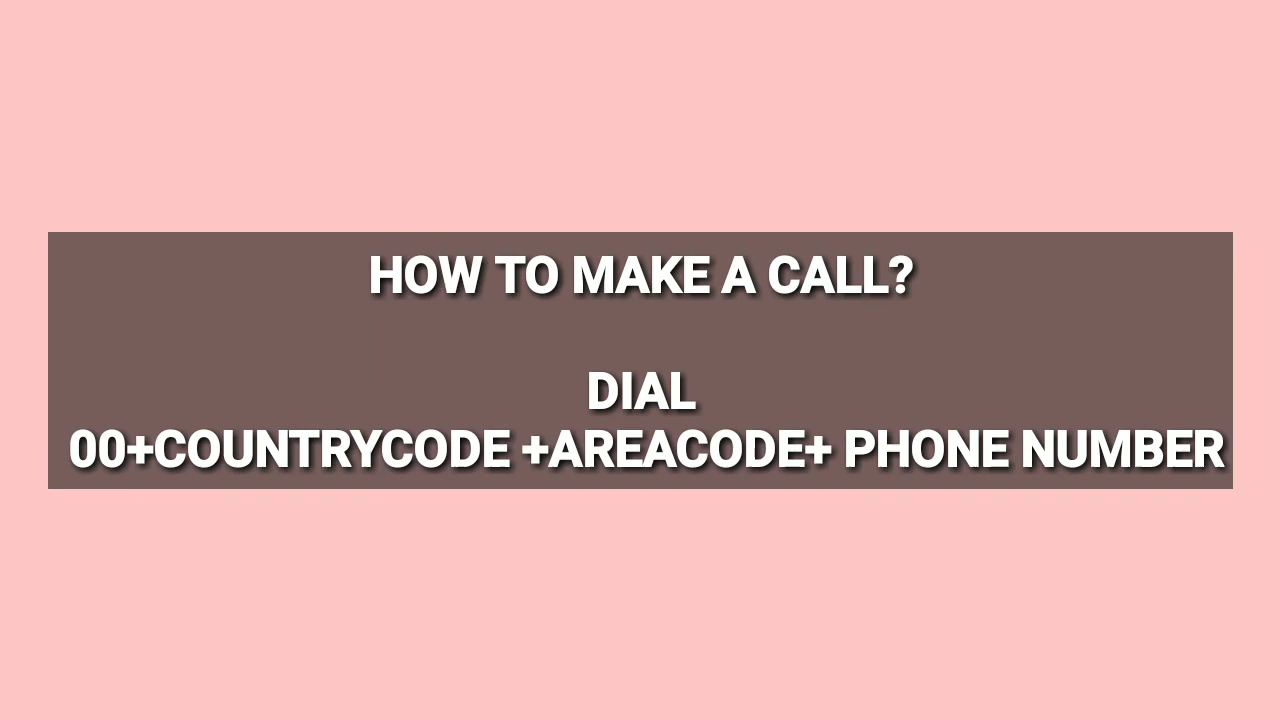 HOW TO MAKE A CALL?
DIAL
00+COUNTRYCODE +AREACODE+ PHONE NUMBER